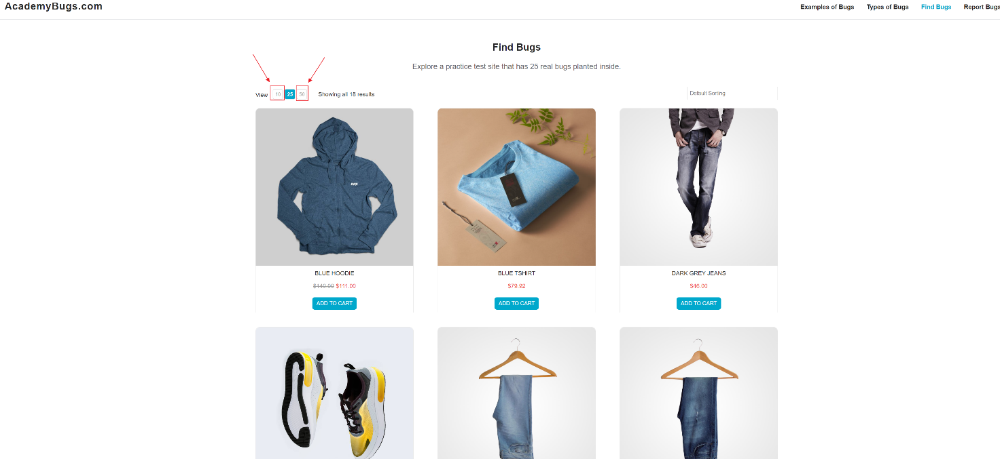 AcademyBugs.com
Examples of Bugs Types of Bugs Find Bugs Report Bugs
Find Bugs
Explore a practice test site that has 25 real bugs planted inside.
View 10 25 50 Showing all 18 results
Default Sorting
DNK
BLUE HOODIE
$140.00 $111.00
ADD TO CART
BLUE TSHIRT
$79.92
ADD TO CART
DARK GREY JEANS
$46.00
ADD TO CART